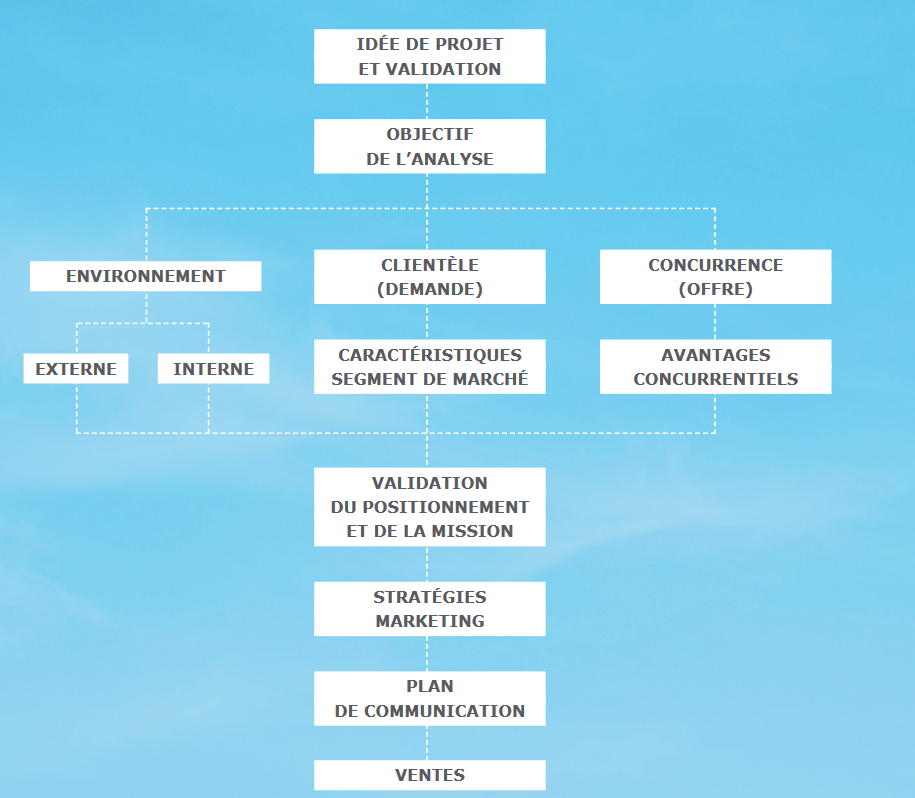 IDÉE DE PROJET
ET VALIDATION
OBJECTIF
DE L’ANALYSE
ENVIRONNEMENT
CLIENTÈLE
(DEMANDE)
CONCURRENCE
(OFFRE)
EXTERNE
INTERNE
CARACTÉRISTIQUES
SEGMENT DE MARCHÉ
AVANTAGES
CONCURRENTIELS
VALIDATION
DU POSITIONNEMENT
ET DE LA MISSION
STRATÉGIES
MARKETING
PLAN
DE COMMUNICATION
VENTES